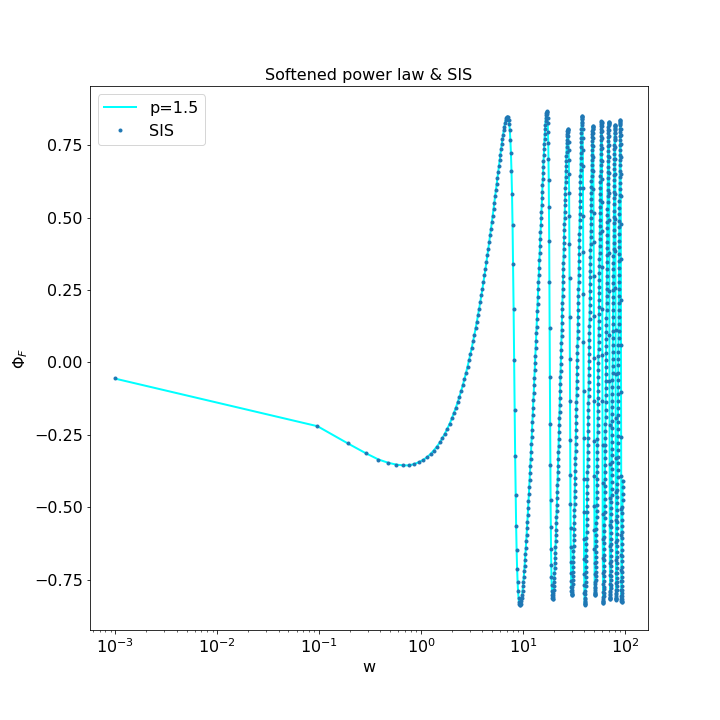 Softened power law & SIS
p=1.5
SIS
0.75
0.50
0.25
0.00
−0.25
−0.50
−0.75
Φ_F
10^{-3}
10^{-2}
10^{-1}
10^{0}
10^{1}
10^{2}
w